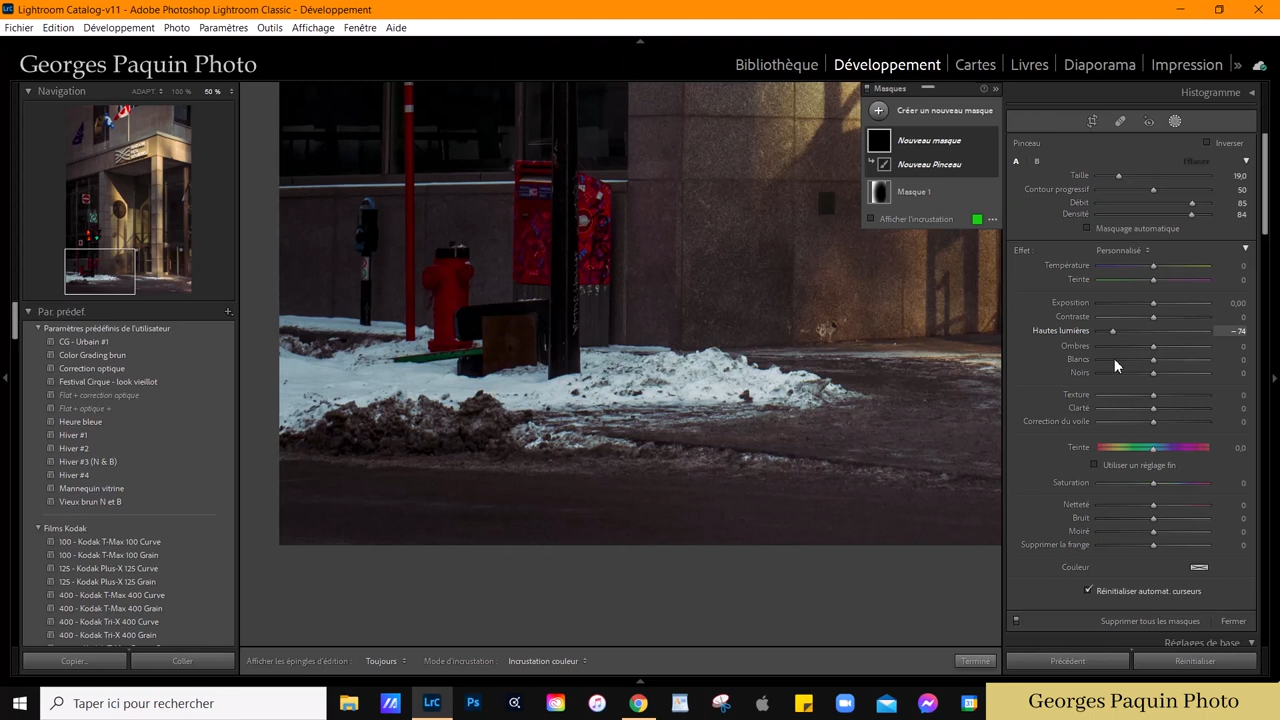 Lightroom Catalog-v11 - Adobe Photoshop Lightroom Classic - Développement
Fichier Edition Développement Photo Paramètres Outils Affichage Fenêtre Aide
Georges Paquin Photo
Bibliothèque Développement Cartes Livres Diaporama Impression »
Navigation ADAPT. 100 % 50 %
Par. prédef.
Paramètres prédéfinis de l'utilisateur
CG - Urbain #1
Color Grading brun
Correction optique
Festival Cirque - look vieillot
Flat + correction optique
Flat + optique +
Heure bleue
Hiver #1
Hiver #2
Hiver #3 (N & B)
Hiver #4
Mannequin vitrine
Vieux brun N et B
Films Kodak
100 - Kodak T-Max 100 Curve
100 - Kodak T-Max 100 Grain
125 - Kodak Plus-X 125 Curve
125 - Kodak Plus-X 125 Grain
400 - Kodak T-Max 400 Curve
400 - Kodak T-Max 400 Grain
400 - Kodak Tri-X 400 Curve
400 - Kodak Tri-X 400 Grain
Copier... Coller
Masques
Créer un nouveau masque
Nouveau masque
Nouveau Pinceau
Masque 1
Afficher l'incrustation
Afficher les épingles d'édition : Toujours Mode d'incrustation : Incrustation couleur Terminé
Histogramme
Pinceau Inverser
A B Effacer
Taille 19,0
Contour progressif 50
Débit 85
Densité 84
Masquage automatique
Effet : Personnalisé
Température 0
Teinte 0
Exposition 0,00
Contraste 0
Hautes lumières – 74
Ombres 0
Blancs 0
Noirs 0
Texture 0
Clarté 0
Correction du voile 0
Teinte 0,0
Utiliser un réglage fin
Saturation 0
Netteté 0
Bruit 0
Moiré 0
Supprimer la frange 0
Couleur
Réinitialiser automat. curseurs
Supprimer tous les masques Fermer
Réglages de base
Précédent Réinitialiser
Taper ici pour rechercher
Georges Paquin Photo